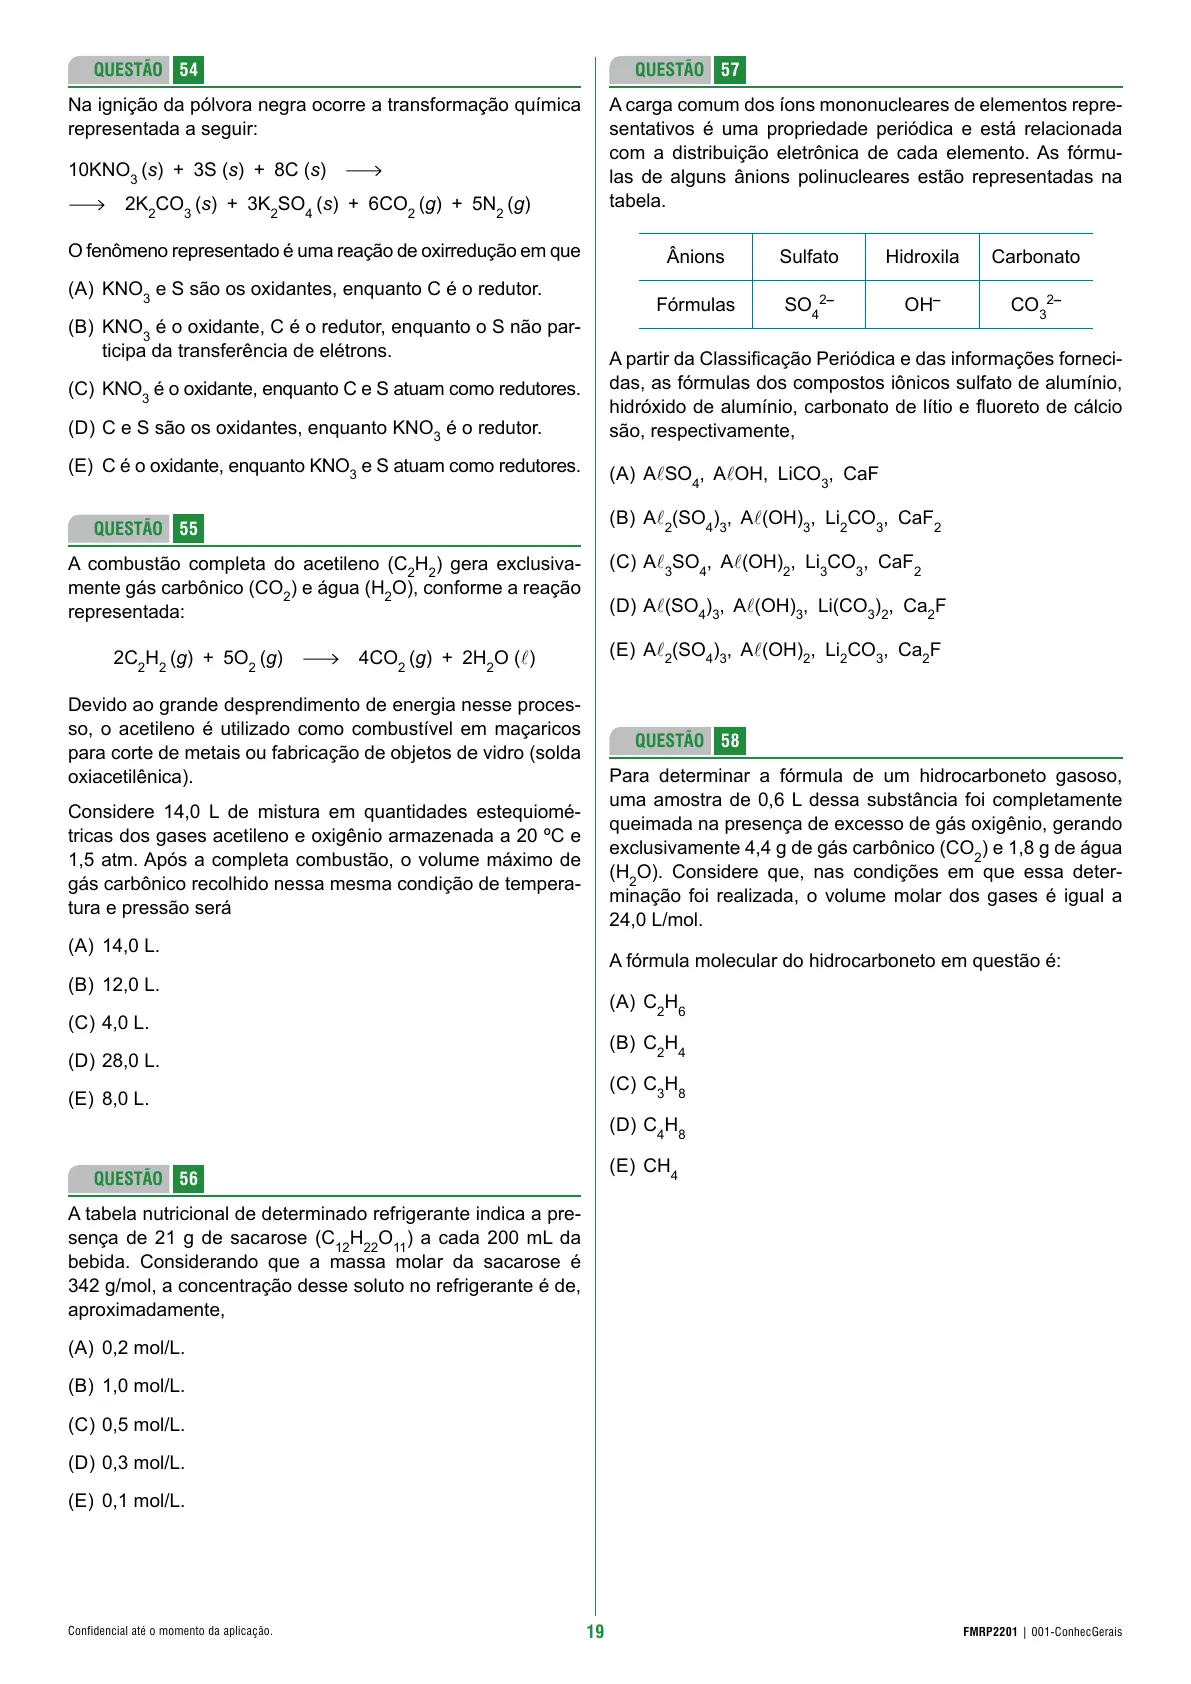 QUESTÃO 54
Na ignição da pólvora negra ocorre a transformação química
representada a seguir:
10KNO₃ (s) + 3S (s) + 8C (s) ⟶
⟶ 2K₂CO₃ (s) + 3K₂SO₄ (s) + 6CO₂ (g) + 5N₂ (g)
O fenômeno representado é uma reação de oxirredução em que
(A) KNO₃ e S são os oxidantes, enquanto C é o redutor.
(B) KNO₃ é o oxidante, C é o redutor, enquanto o S não par-
ticipa da transferência de elétrons.
(C) KNO₃ é o oxidante, enquanto C e S atuam como redutores.
(D) C e S são os oxidantes, enquanto KNO₃ é o redutor.
(E) C é o oxidante, enquanto KNO₃ e S atuam como redutores.
QUESTÃO 55
A combustão completa do acetileno (C₂H₂) gera exclusiva-
mente gás carbônico (CO₂) e água (H₂O), conforme a reação
representada:
2C₂H₂ (g) + 5O₂ (g) ⟶ 4CO₂ (g) + 2H₂O (ℓ)
Devido ao grande desprendimento de energia nesse proces-
so, o acetileno é utilizado como combustível em maçaricos
para corte de metais ou fabricação de objetos de vidro (solda
oxiacetilênica).
Considere 14,0 L de mistura em quantidades estequiomé-
tricas dos gases acetileno e oxigênio armazenada a 20 ºC e
1,5 atm. Após a completa combustão, o volume máximo de
gás carbônico recolhido nessa mesma condição de tempera-
tura e pressão será
(A) 14,0 L.
(B) 12,0 L.
(C) 4,0 L.
(D) 28,0 L.
(E) 8,0 L.
QUESTÃO 56
A tabela nutricional de determinado refrigerante indica a pre-
sença de 21 g de sacarose (C₁₂H₂₂O₁₁) a cada 200 mL da
bebida. Considerando que a massa molar da sacarose é
342 g/mol, a concentração desse soluto no refrigerante é de,
aproximadamente,
(A) 0,2 mol/L.
(B) 1,0 mol/L.
(C) 0,5 mol/L.
(D) 0,3 mol/L.
(E) 0,1 mol/L.
QUESTÃO 57
A carga comum dos íons mononucleares de elementos repre-
sentativos é uma propriedade periódica e está relacionada
com a distribuição eletrônica de cada elemento. As fórmu-
las de alguns ânions polinucleares estão representadas na
tabela.
Ânions Sulfato Hidroxila Carbonato
Fórmulas SO₄²⁻ OH⁻ CO₃²⁻
A partir da Classificação Periódica e das informações forneci-
das, as fórmulas dos compostos iônicos sulfato de alumínio,
hidróxido de alumínio, carbonato de lítio e fluoreto de cálcio
são, respectivamente,
(A) AℓSO₄, AℓOH, LiCO₃, CaF
(B) Aℓ₂(SO₄)₃, Aℓ(OH)₃, Li₂CO₃, CaF₂
(C) Aℓ₃SO₄, Aℓ(OH)₂, Li₃CO₃, CaF₂
(D) Aℓ(SO₄)₃, Aℓ(OH)₃, Li(CO₃)₂, Ca₂F
(E) Aℓ₂(SO₄)₃, Aℓ(OH)₂, Li₂CO₃, Ca₂F
QUESTÃO 58
Para determinar a fórmula de um hidrocarboneto gasoso,
uma amostra de 0,6 L dessa substância foi completamente
queimada na presença de excesso de gás oxigênio, gerando
exclusivamente 4,4 g de gás carbônico (CO₂) e 1,8 g de água
(H₂O). Considere que, nas condições em que essa deter-
minação foi realizada, o volume molar dos gases é igual a
24,0 L/mol.
A fórmula molecular do hidrocarboneto em questão é:
(A) C₂H₆
(B) C₂H₄
(C) C₃H₈
(D) C₄H₈
(E) CH₄
Confidencial até o momento da aplicação.
19
FMRP2201 | 001-ConhecGerais